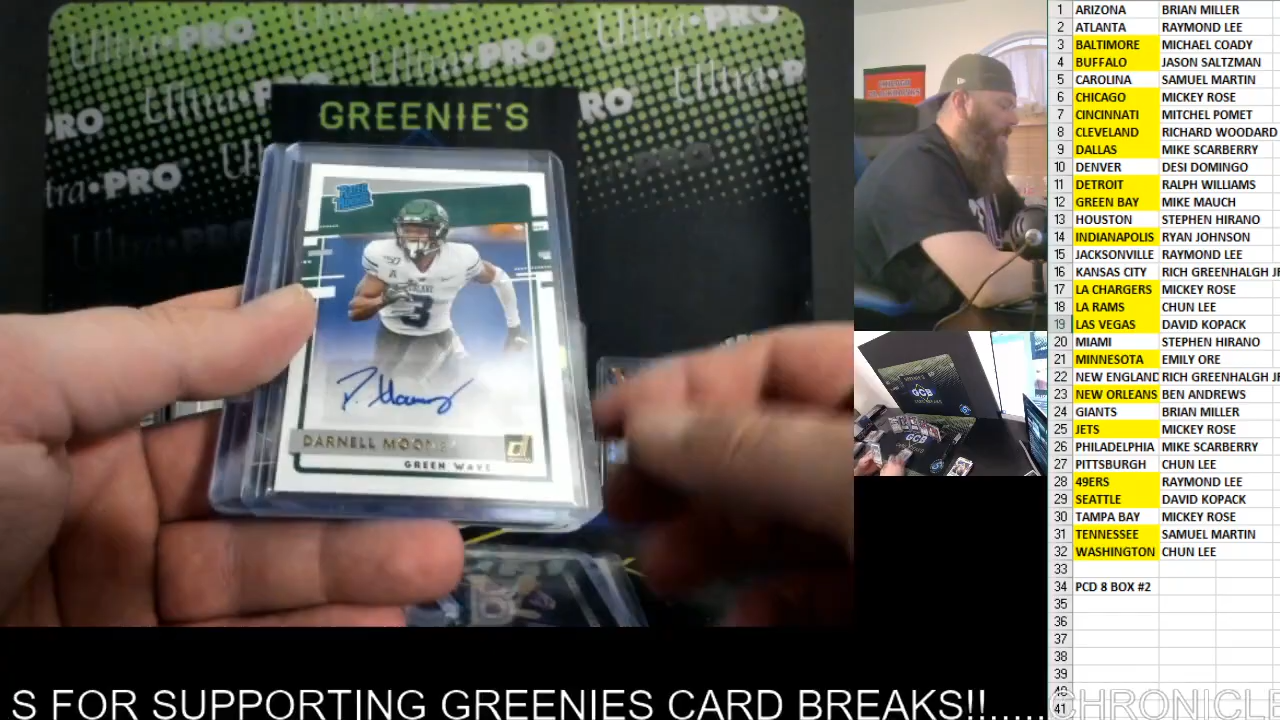 Ultra•PRO
PRO
GREENIE'S
RATED ROOKIE
3
D. Mooney
DARNELL MOONEY
GREEN WAVE
GCB
GCB
1 ARIZONA BRIAN MILLER
2 ATLANTA RAYMOND LEE
3 BALTIMORE MICHAEL COADY
4 BUFFALO JASON SALTZMAN
5 CAROLINA SAMUEL MARTIN
6 CHICAGO MICKEY ROSE
7 CINCINNATI MITCHEL POMET
8 CLEVELAND RICHARD WOODARD
9 DALLAS MIKE SCARBERRY
10 DENVER DESI DOMINGO
11 DETROIT RALPH WILLIAMS
12 GREEN BAY MIKE MAUCH
13 HOUSTON STEPHEN HIRANO
14 INDIANAPOLIS RYAN JOHNSON
15 JACKSONVILLE RAYMOND LEE
16 KANSAS CITY RICH GREENHALGH JR
17 LA CHARGERS MICKEY ROSE
18 LA RAMS CHUN LEE
19 LAS VEGAS DAVID KOPACK
20 MIAMI STEPHEN HIRANO
21 MINNESOTA EMILY ORE
22 NEW ENGLAND RICH GREENHALGH JR
23 NEW ORLEANS BEN ANDREWS
24 GIANTS BRIAN MILLER
25 JETS MICKEY ROSE
26 PHILADELPHIA MIKE SCARBERRY
27 PITTSBURGH CHUN LEE
28 49ERS RAYMOND LEE
29 SEATTLE DAVID KOPACK
30 TAMPA BAY MICKEY ROSE
31 TENNESSEE SAMUEL MARTIN
32 WASHINGTON CHUN LEE
33
34 PCD 8 BOX #2
35
36
37
38
39
41
S FOR SUPPORTING GREENIES CARD BREAKS!!.....CHRONICLE